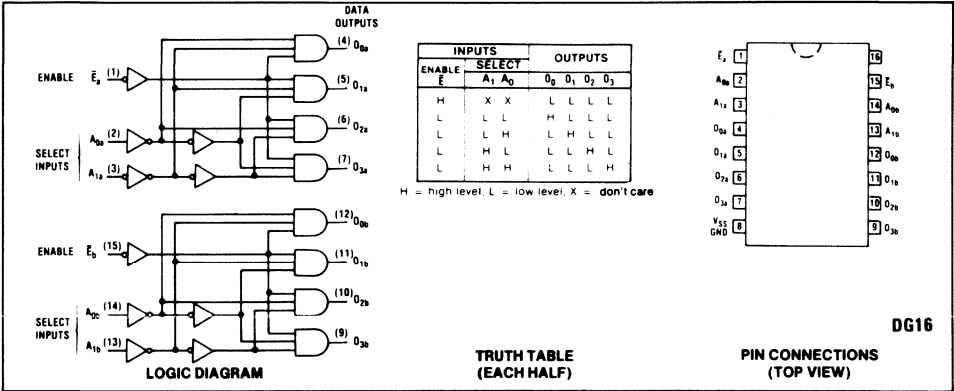 DATA
OUTPUTS
(4) O0a
ENABLE Ēa (1)
(5) O1a
(6) O2a
A0a (2)
SELECT
INPUTS
A1a (3)
(7) O3a
(12) O0b
ENABLE Ēb (15)
(11) O1b
(10) O2b
A0b (14)
SELECT
INPUTS
A1b (13)
(9) O3b
LOGIC DIAGRAM
INPUTS OUTPUTS
ENABLE SELECT
Ē A1 A0 O0 O1 O2 O3
H X X L L L L
L L L H L L L
L L H L H L L
L H L L L H L
L H H L L L H
H = high level, L = low level, X = don't care
TRUTH TABLE
(EACH HALF)
Ēa 1 16
A0a 2 15 Ēb
A1a 3 14 A0b
O0a 4 13 A1b
O1a 5 12 O0b
O2a 6 11 O1b
O3a 7 10 O2b
VSS
GND 8 9 O3b
DG16
PIN CONNECTIONS
(TOP VIEW)